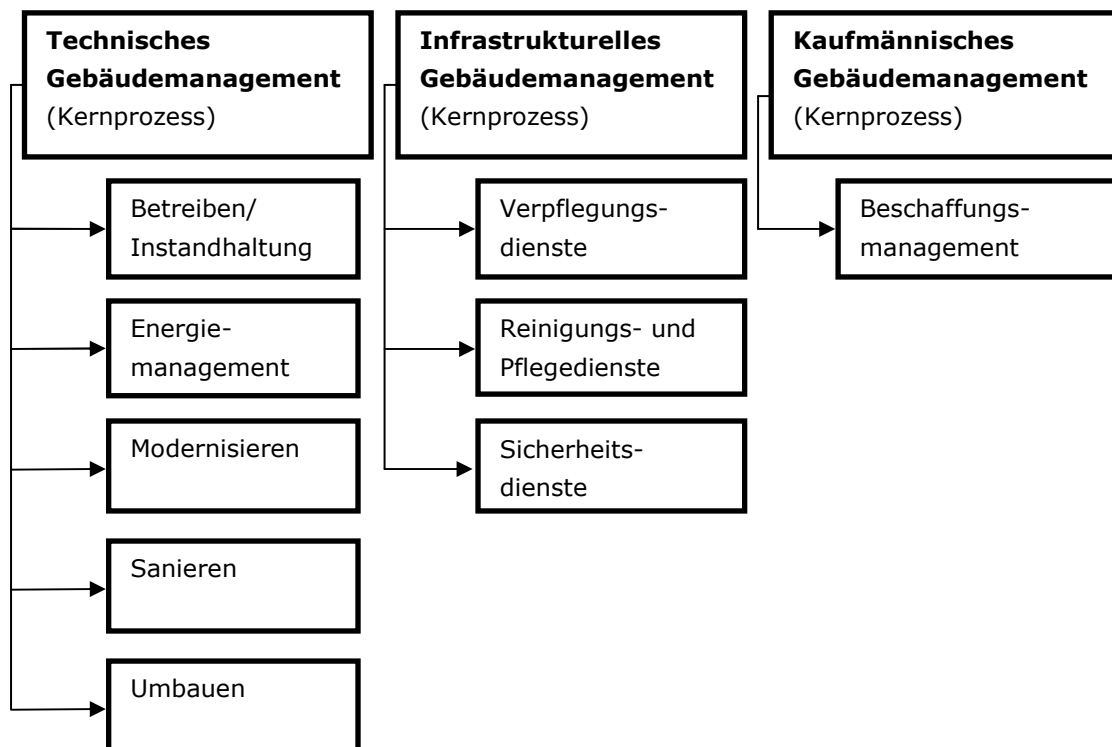 Technisches
Gebäudemanagement
(Kernprozess)
Betreiben/
Instandhaltung
Energie-
management
Modernisieren
Sanieren
Umbauen
Infrastrukturelles
Gebäudemanagement
(Kernprozess)
Verpflegungs-
dienste
Reinigungs- und
Pflegedienste
Sicherheits-
dienste
Kaufmännisches
Gebäudemanagement
(Kernprozess)
Beschaffungs-
management